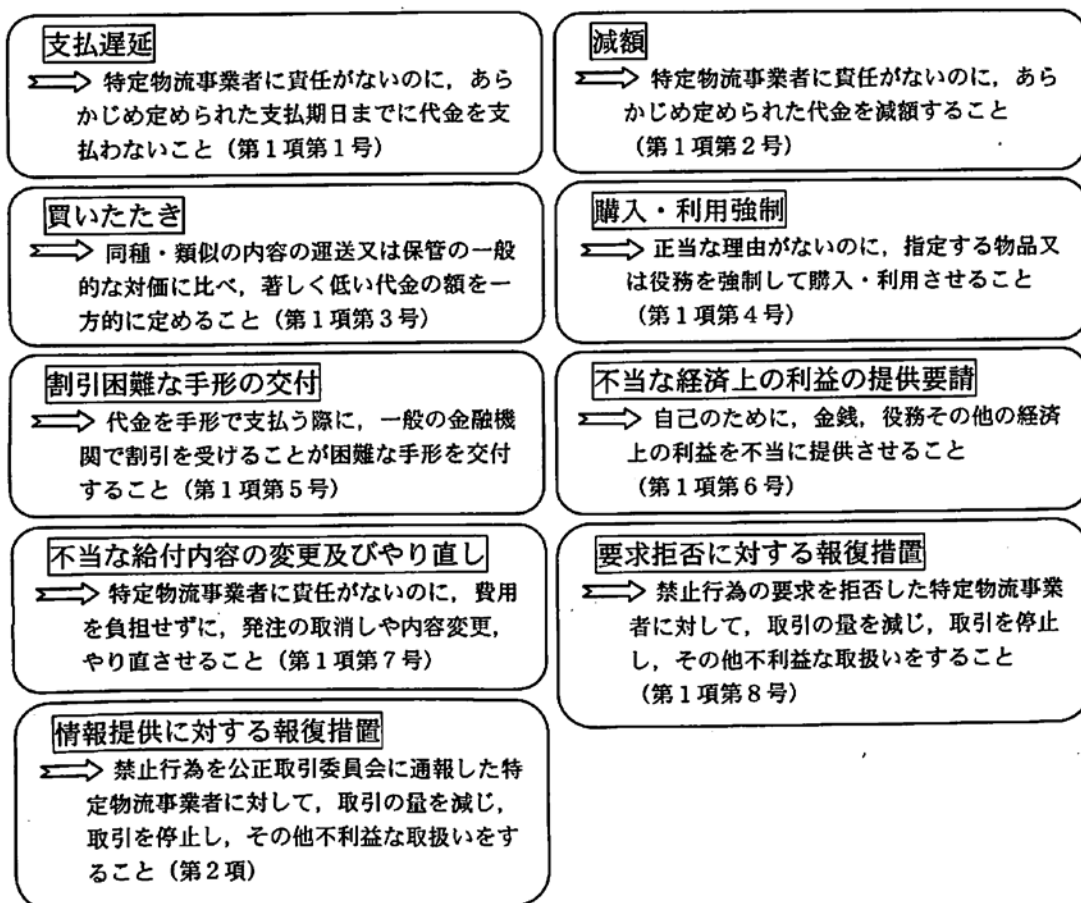 支払遅延
特定物流事業者に責任がないのに，あら
かじめ定められた支払期日までに代金を支
払わないこと（第１項第１号）
減額
特定物流事業者に責任がないのに，あら
かじめ定められた代金を減額すること
（第１項第２号）
買いたたき
同種・類似の内容の運送又は保管の一般
的な対価に比べ，著しく低い代金の額を一
方的に定めること（第１項第３号）
購入・利用強制
正当な理由がないのに，指定する物品又
は役務を強制して購入・利用させること
（第１項第４号）
割引困難な手形の交付
代金を手形で支払う際に，一般の金融機
関で割引を受けることが困難な手形を交付
すること（第１項第５号）
不当な経済上の利益の提供要請
自己のために，金銭，役務その他の経済
上の利益を不当に提供させること
（第１項第６号）
不当な給付内容の変更及びやり直し
特定物流事業者に責任がないのに，費用
を負担せずに，発注の取消しや内容変更，
やり直させること（第１項第７号）
要求拒否に対する報復措置
禁止行為の要求を拒否した特定物流事業
者に対して，取引の量を減じ，取引を停止
し，その他不利益な取扱いをすること
（第１項第８号）
情報提供に対する報復措置
禁止行為を公正取引委員会に通報した特
定物流事業者に対して，取引の量を減じ，
取引を停止し，その他不利益な取扱いをす
ること（第２項）